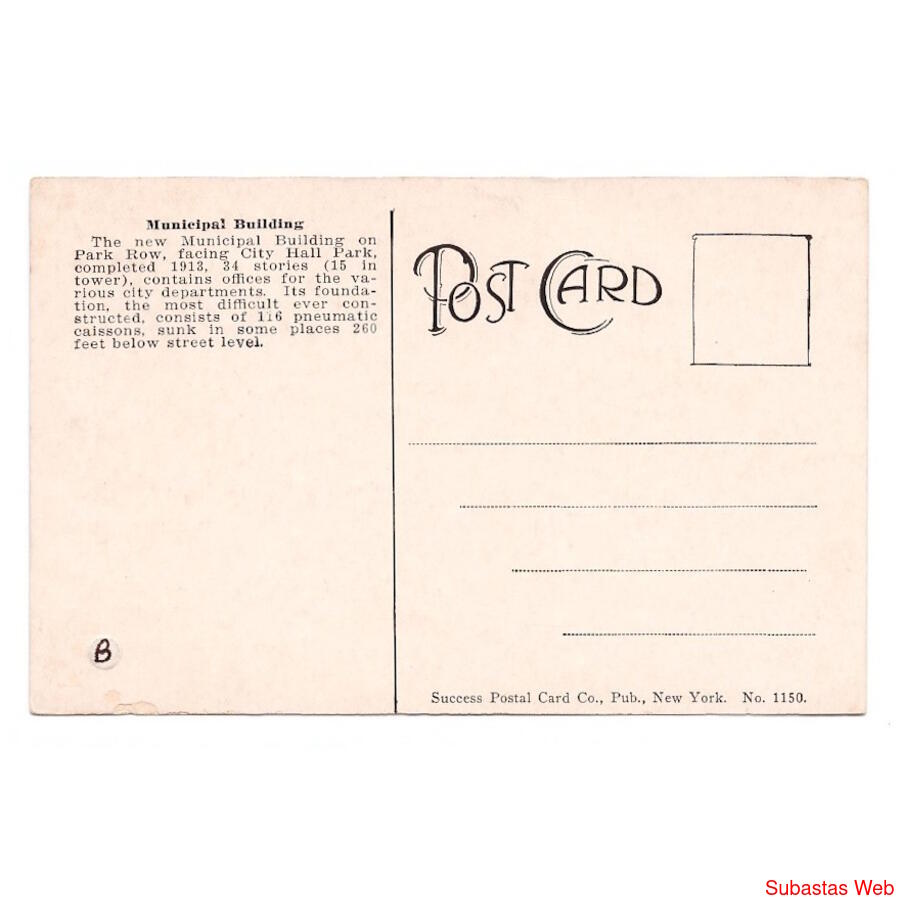 Municipal Building
The new Municipal Building on
Park Row, facing City Hall Park,
completed 1913, 34 stories (15 in
tower), contains offices for the va-
rious city departments. Its founda-
tion, the most difficult ever con-
structed, consists of 116 pneumatic
caissons, sunk in some places 260
feet below street level.
POST CARD
B
Success Postal Card Co., Pub., New York. No. 1150.
Subastas Web